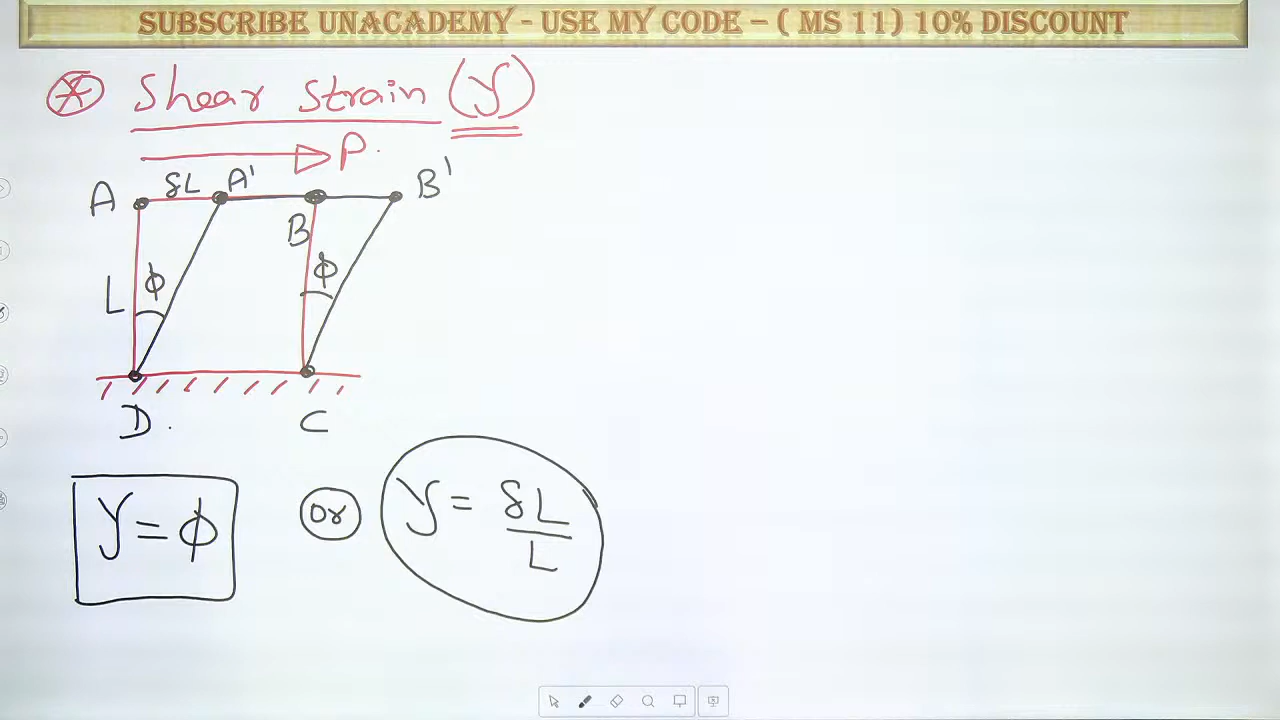 SUBSCRIBE UNACADEMY - USE MY CODE – ( MS 11) 10% DISCOUNT
Shear Strain (γ)
P.
A δL A' B B'
L ϕ ϕ
D. C
γ = ϕ or γ = δL/L